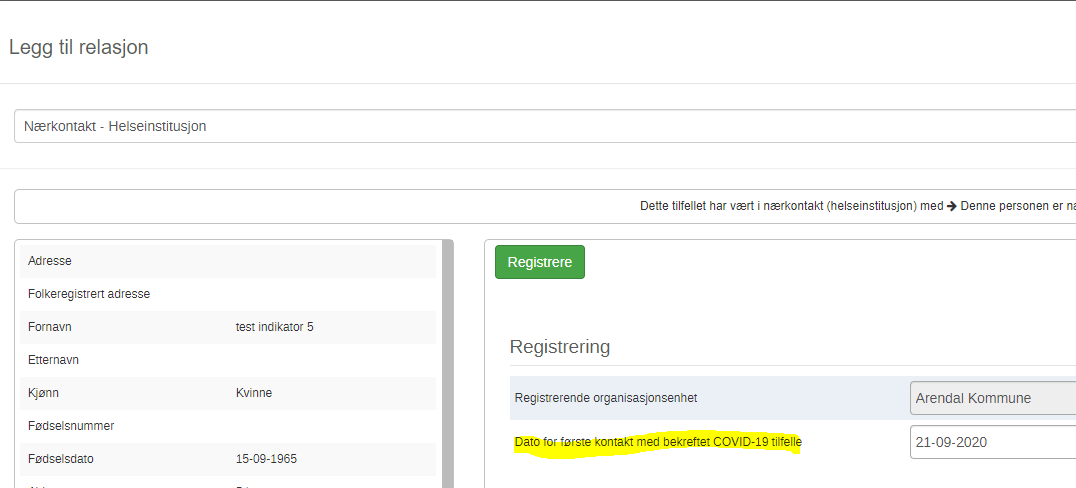 Legg til relasjon
Nærkontakt - Helseinstitusjon
Dette tilfellet har vært i nærkontakt (helseinstitusjon) med → Denne personen er
Adresse
Folkeregistrert adresse
Fornavn test indikator 5
Etternavn
Kjønn Kvinne
Fødselsnummer
Fødselsdato 15-09-1965
Registrere
Registrering
Registrerende organisasjonsenhet Arendal Kommune
Dato for første kontakt med bekreftet COVID-19 tilfelle 21-09-2020